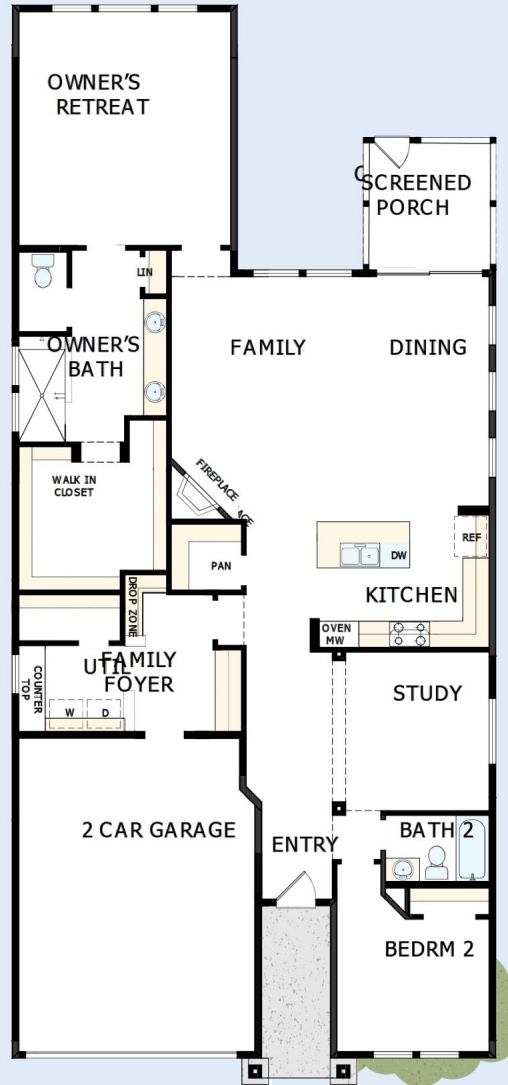 OWNER'S
RETREAT
SCREENED
PORCH
LIN
OWNER'S
BATH
FAMILY
DINING
WALK IN
CLOSET
FIREPLACE
REF
DW
PAN
KITCHEN
DROP ZONE
OVEN
MW
FAMILY
FOYER
UTIL
COUNTER
TOP
W
D
STUDY
2 CAR GARAGE
ENTRY
BATH 2
BEDRM 2